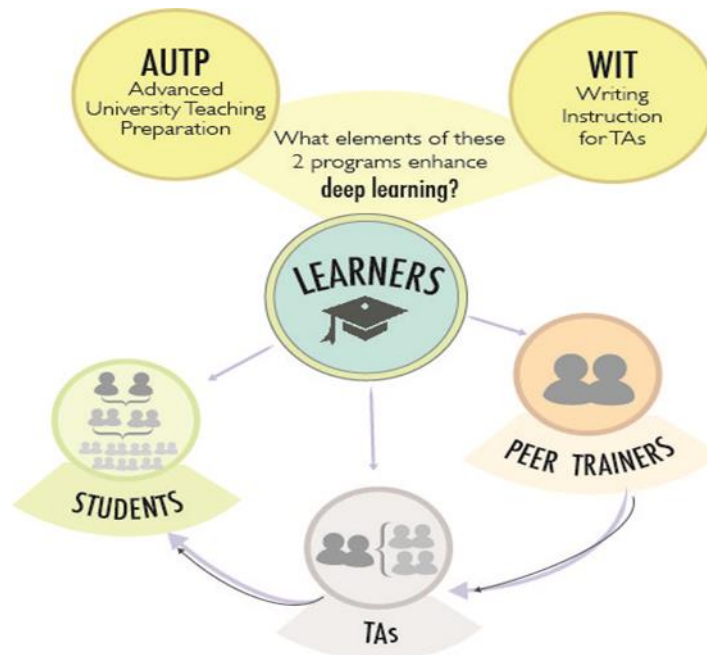 AUTP
Advanced
University Teaching
Preparation
WIT
Writing
Instruction
for TAs
What elements of these
2 programs enhance
deep learning?
LEARNERS
STUDENTS
PEER TRAINERS
TAs